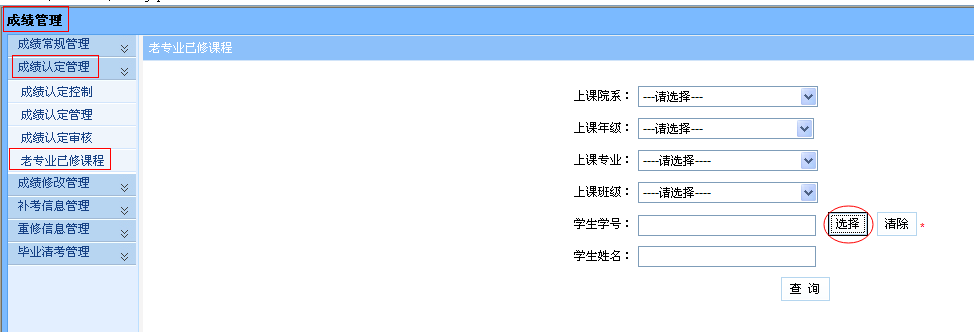 成绩管理
成绩常规管理
老专业已修课程
成绩认定管理
成绩认定控制
上课院系： ---请选择---
成绩认定管理
上课年级： ---请选择---
成绩认定审核
老专业已修课程
上课专业： ----请选择----
成绩修改管理
上课班级： ----请选择----
补考信息管理
学生学号： 选择 清除 *
重修信息管理
毕业清考管理
学生姓名：
查 询